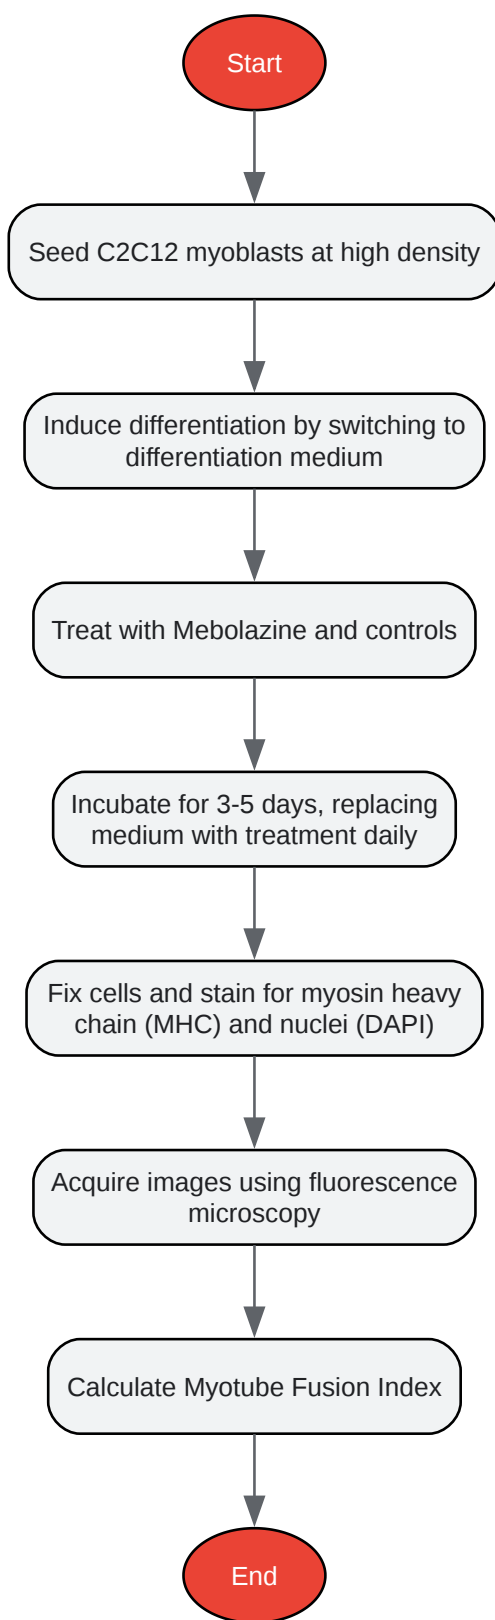 Start
Seed C2C12 myoblasts at high density
Induce differentiation by switching to
differentiation medium
Treat with Mebolazine and controls
Incubate for 3-5 days, replacing
medium with treatment daily
Fix cells and stain for myosin heavy
chain (MHC) and nuclei (DAPI)
Acquire images using fluorescence
microscopy
Calculate Myotube Fusion Index
End